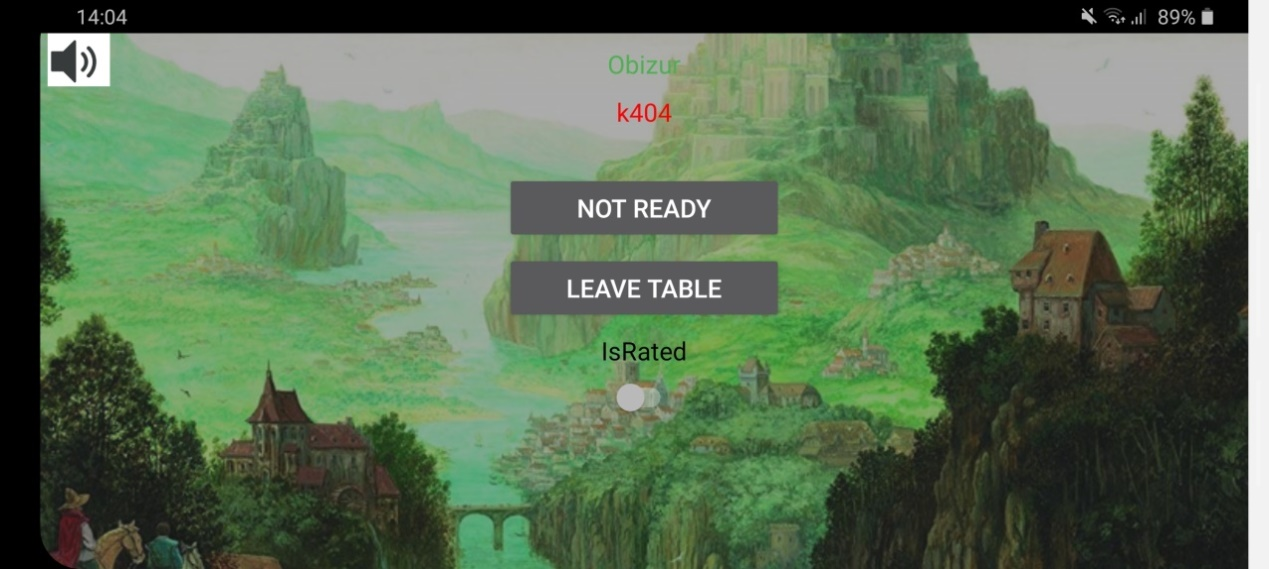 14:04
89%
Obizur
k404
NOT READY
LEAVE TABLE
IsRated